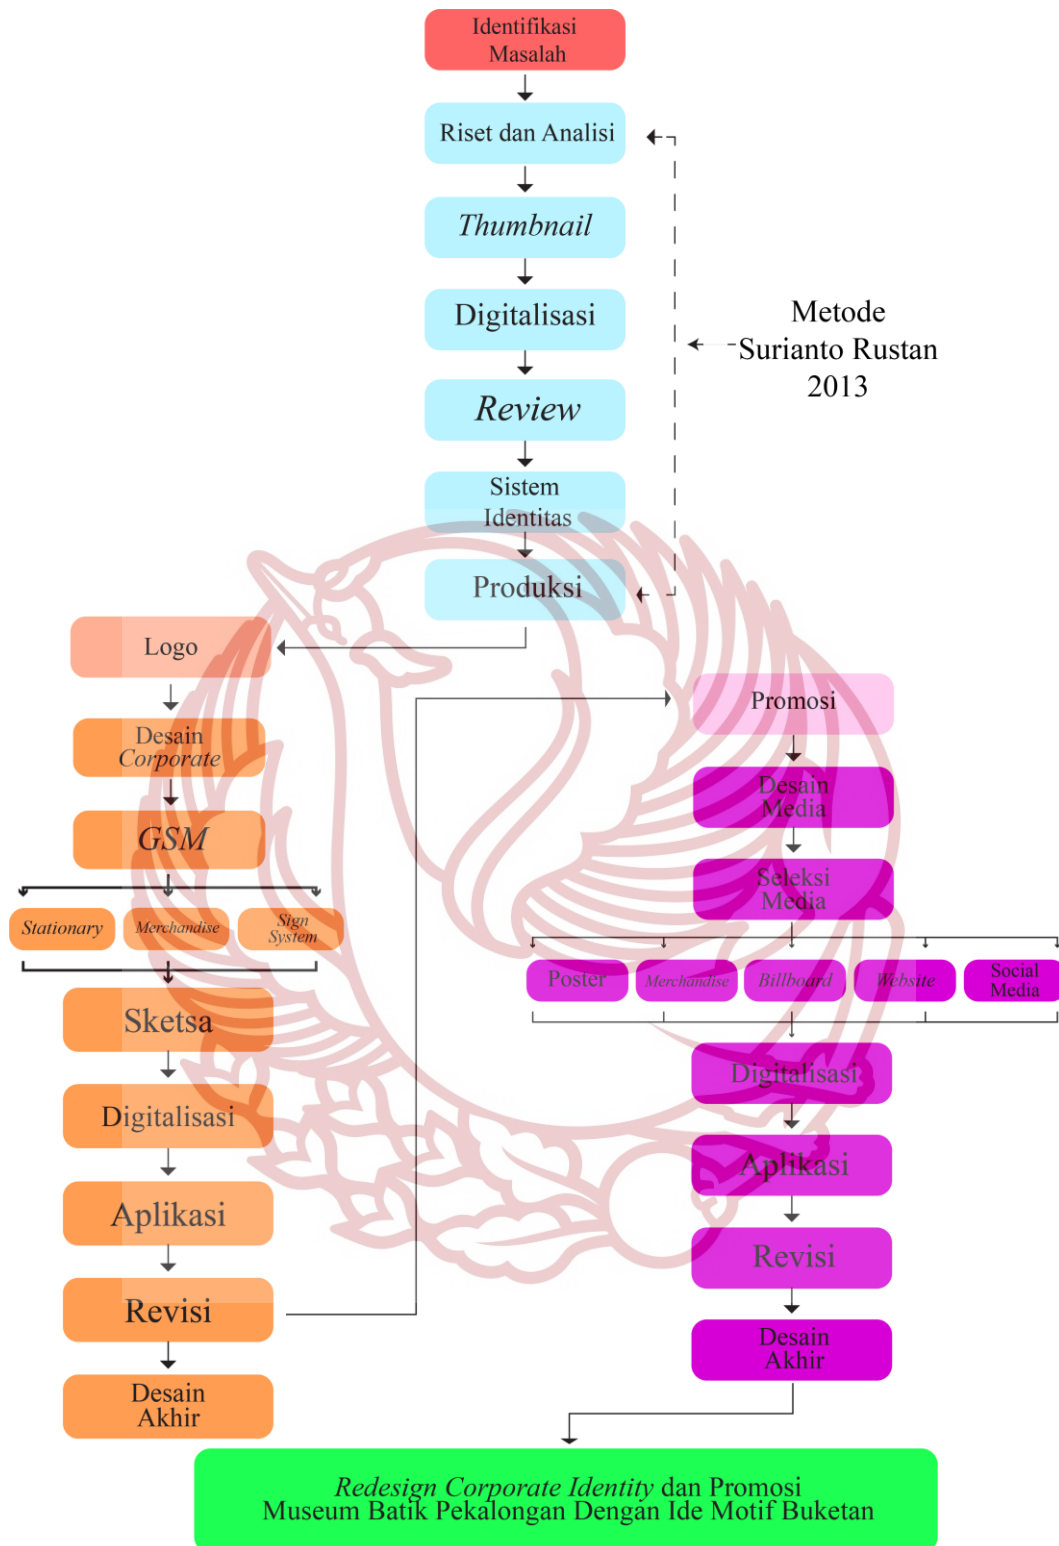 Identifikasi
Masalah
Riset dan Analisi
Thumbnail
Digitalisasi
Review
Sistem
Identitas
Produksi
Metode
Surianto Rustan
2013
Logo
Desain
Corporate
GSM
Stationary
Merchandise
Sign
System
Sketsa
Digitalisasi
Aplikasi
Revisi
Desain
Akhir
Promosi
Desain
Media
Seleksi
Media
Poster
Merchandise
Billboard
Website
Social
Media
Digitalisasi
Aplikasi
Revisi
Desain
Akhir
Redesign Corporate Identity dan Promosi
Museum Batik Pekalongan Dengan Ide Motif Buketan